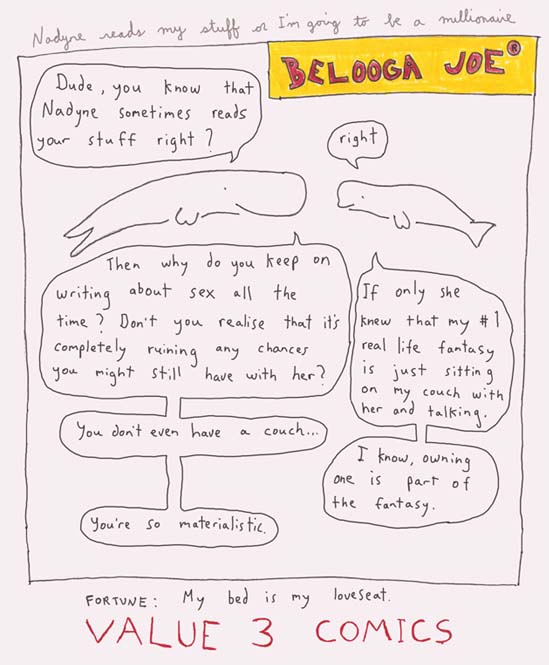 Nadyne reads my stuff or I'm going to be a millionaire
BELOOGA JOE®
Dude, you know that
Nadyne sometimes reads
your stuff right?
right
Then why do you keep on
writing about sex all the
time? Don't you realise that it's
completely ruining any chances
you might still have with her?
If only she
knew that my #1
real life fantasy
is just sitting
on my couch with
her and talking.
You don't even have a couch...
I know, owning
one is part of
the fantasy.
You're so materialistic.
FORTUNE: My bed is my loveseat.
VALUE 3 COMICS